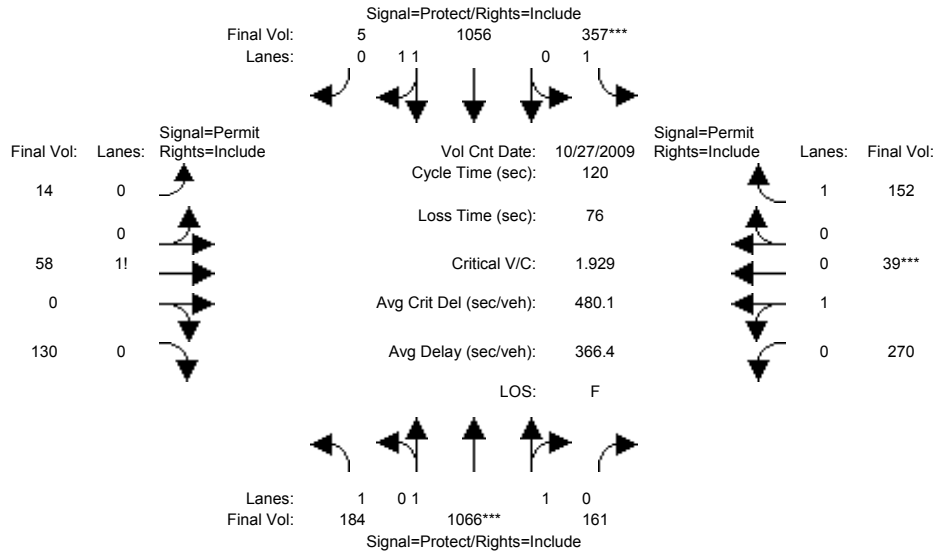 Signal=Protect/Rights=Include
Final Vol: 5 1056 357***
Lanes: 0 1 1 0 1
Signal=Permit
Final Vol: Lanes: Rights=Include
Vol Cnt Date: 10/27/2009
Signal=Permit
Rights=Include Lanes: Final Vol:
Cycle Time (sec): 120
14 0
1 152
Loss Time (sec): 76
0
0
58 1!
Critical V/C: 1.929
0 39***
0
Avg Crit Del (sec/veh): 480.1
1
130 0
Avg Delay (sec/veh): 366.4
0 270
LOS: F
Lanes: 1 0 1 1 0
Final Vol: 184 1066*** 161
Signal=Protect/Rights=Include